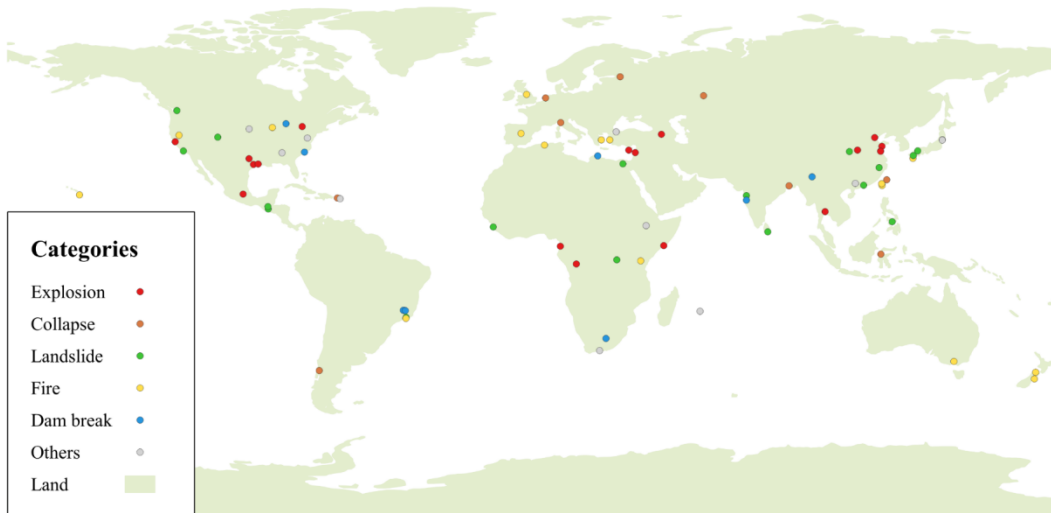 Categories
Explosion
Collapse
Landslide
Fire
Dam break
Others
Land